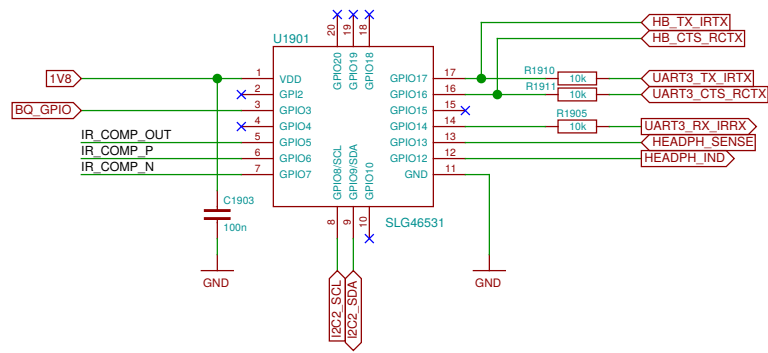 HB_TX_IRTX
HB_CTS_RCTX
U1901
20
19
18
GPIO20
GPIO19
GPIO18
1V8
1
VDD
2
GPI2
BQ_GPIO
3
GPIO3
4
GPIO4
IR_COMP_OUT
5
GPIO5
IR_COMP_P
6
GPIO6
IR_COMP_N
7
GPIO7
GPIO17
17
R1910
10k
UART3_TX_IRTX
GPIO16
16
R1911
10k
UART3_CTS_RCTX
GPIO15
15
GPIO14
14
R1905
10k
UART3_RX_IRRX
GPIO13
13
HEADPH_SENSE
GPIO12
12
HEADPH_IND
GND
11
GPIO8/SCL
GPIO9/SDA
GPIO10
8
9
10
SLG46531
C1903
100n
GND
GND
I2C2_SCL
I2C2_SDA